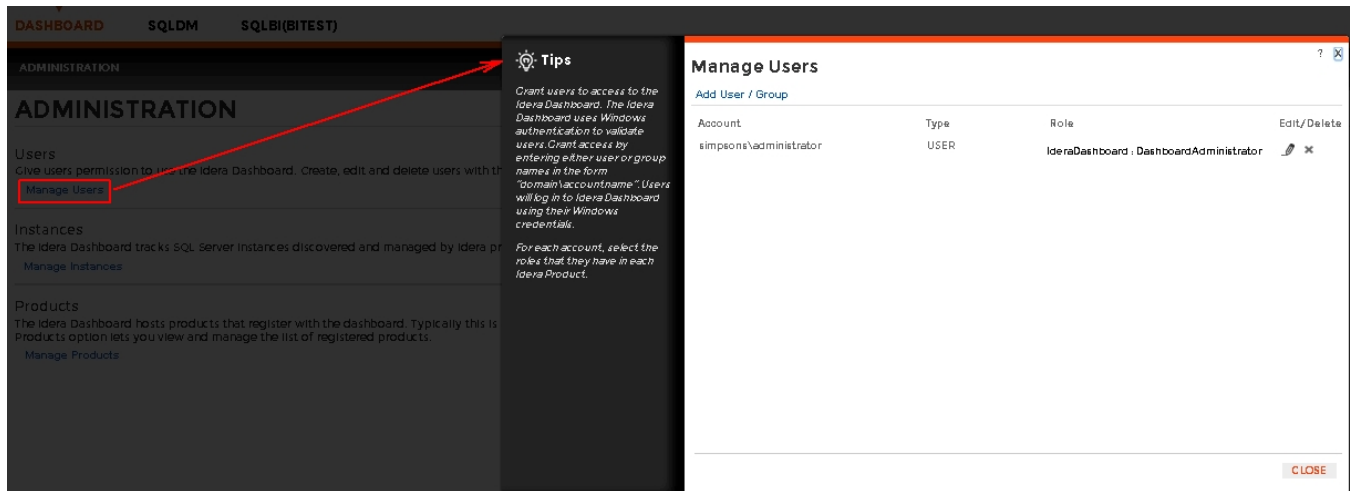 DASHBOARD SQLDM SQLBI(BITEST)
ADMINISTRATION
ADMINISTRATION
Users
Give users permission to use the Idera Dashboard. Create, edit and delete users with th
Manage Users
Instances
The Idera Dashboard tracks SQL Server instances discovered and managed by Idera pr
Manage Instances
Products
The Idera Dashboard hosts products that register with the dashboard. Typically this is
Products option lets you view and manage the list of registered products.
Manage Products
Tips
Grant users to access to the
Idera Dashboard. The Idera
Dashboard uses Windows
authentication to validate
users.Grant access by
entering either user or group
names in the form
"domain\accountname".Users
will log in to Idera Dashboard
using their Windows
credentials.
For each account, select the
roles that they have in each
Idera Product.
Manage Users
? X
Add User / Group
Account Type Role Edit/Delete
simpsons\administrator USER IderaDashboard : DashboardAdministrator
CLOSE